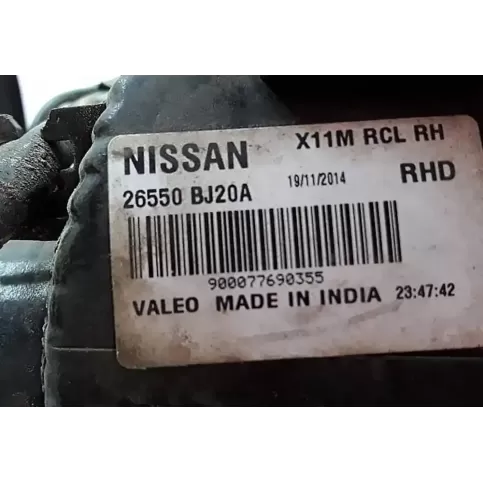 X11M RCL RH
NISSAN
19/11/2014
26550 BJ20A
RHD
900077690355
VALEO MADE IN INDIA 23:47:42